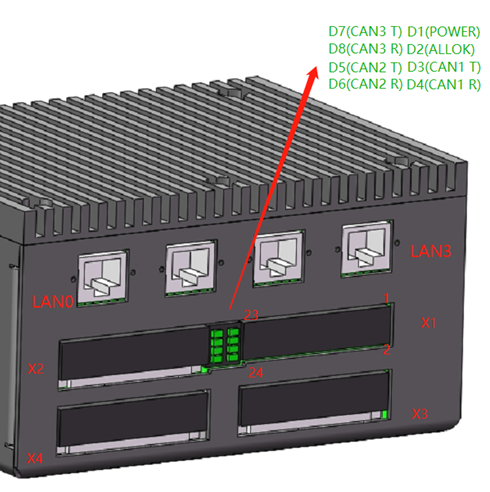 D7(CAN3 T) D1(POWER)
D8(CAN3 R) D2(ALLOK)
D5(CAN2 T) D3(CAN1 T)
D6(CAN2 R) D4(CAN1 R)
LAN3
LAN0
1
23
X1
2
X2
24
X3
X4